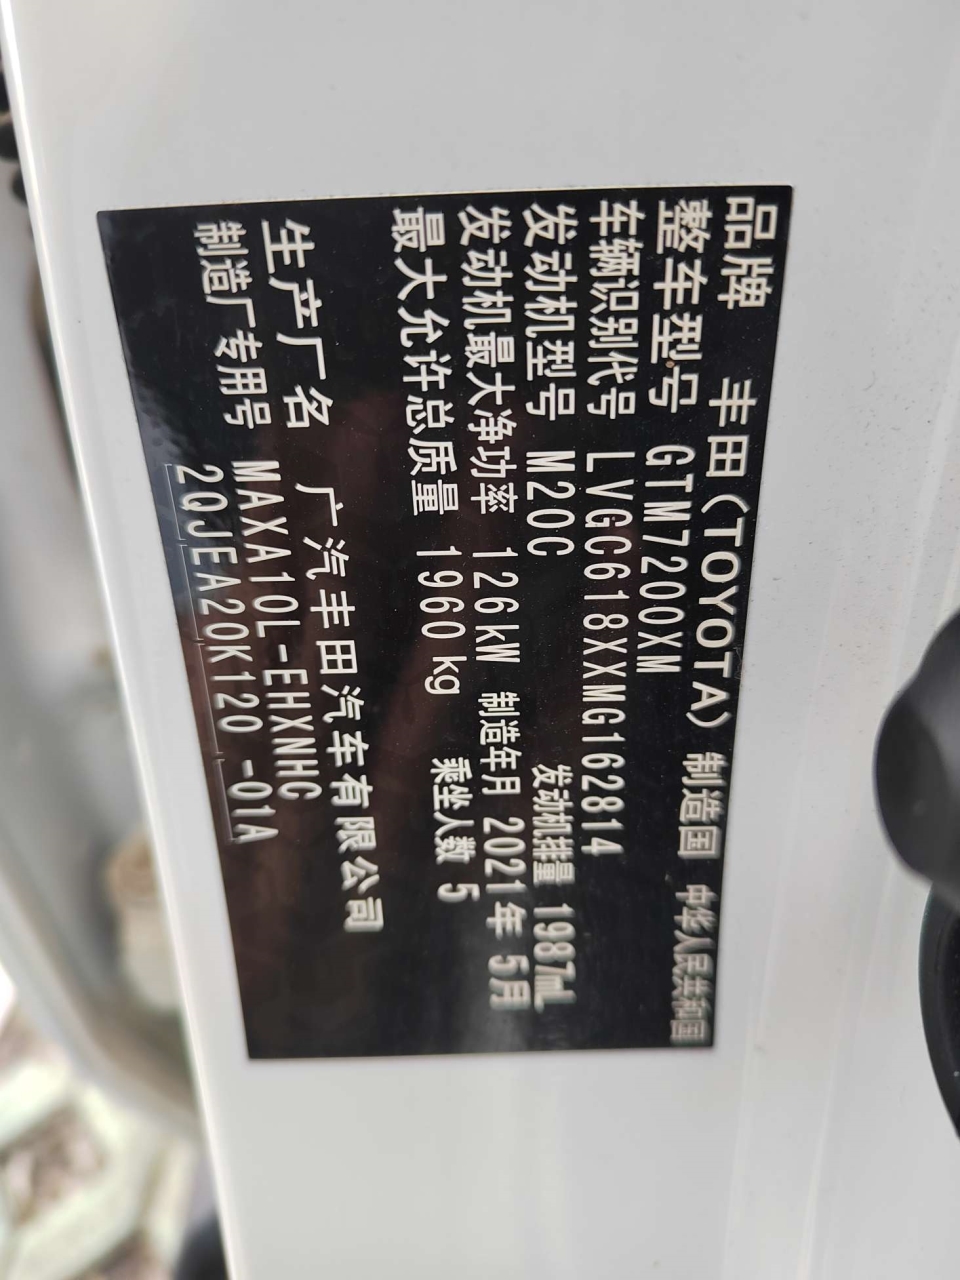 品牌 丰田(TOYOTA) 制造国 中华人民共和国
整车型号 GTM7200XM
车辆识别代号 LVGC618XXMG162814
发动机型号 M20C 发动机排量 1987mL
发动机最大净功率 126kW 制造年月 2021年 5月
最大允许总质量 1960kg 乘坐人数 5
生产厂名 广汽丰田汽车有限公司
制造厂专用号 MAXA10L-EHXNHC
2QJEA20K120 -01A